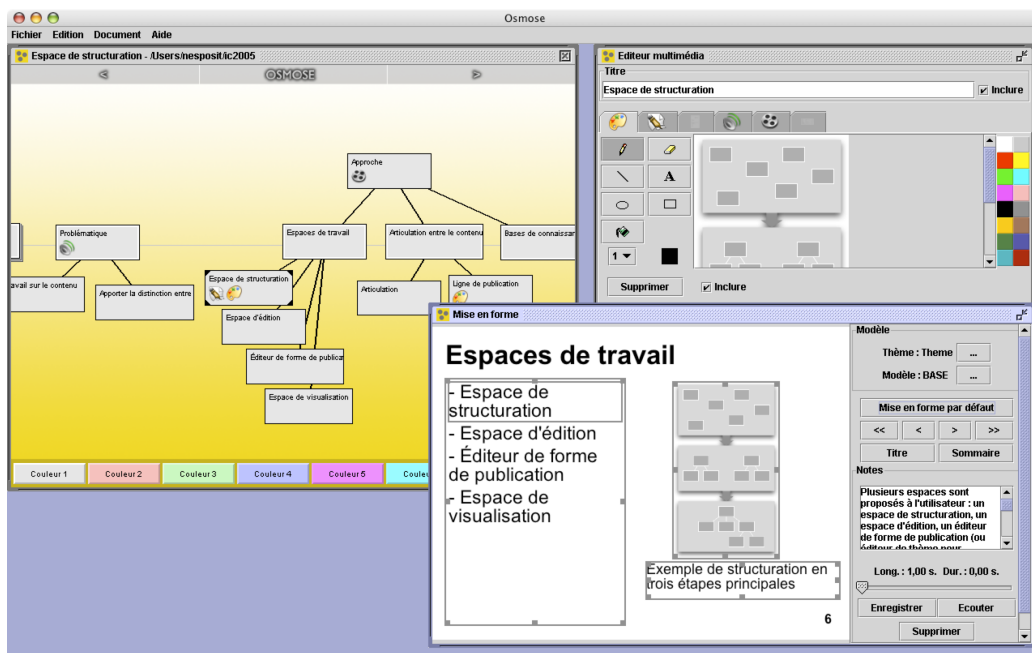 Osmose
Fichier Edition Document Aide
Espace de structuration - /Users/nesposit/ic2005
< OSMOSE >
Approche
Problématique
Espaces de travail
Articulation entre le contenu
Bases de connaissan
avail sur le contenu
Apporter la distinction entre
Espace de structuration
Articulation
Ligne de publication
Espace d'édition
Éditeur de forme de publica
Espace de visualisation
Couleur 1 Couleur 2 Couleur 3 Couleur 4 Couleur 5 Couleu
Editeur multimédia
Titre
Espace de structuration
Inclure
A
1
Supprimer
Inclure
Mise en forme
Espaces de travail
- Espace de
structuration
- Espace d'édition
- Éditeur de forme
de publication
- Espace de
visualisation
Exemple de structuration en
trois étapes principales
6
Modèle
Thème : Theme ...
Modèle : BASE ...
Mise en forme par défaut
<< < > >>
Titre Sommaire
Notes
Plusieurs espaces sont
proposés à l'utilisateur : un
espace de structuration, un
espace d'édition, un éditeur
de forme de publication (ou
éditeur de thème pour
Long. : 1,00 s. Dur. : 0,00 s.
Enregistrer Ecouter
Supprimer